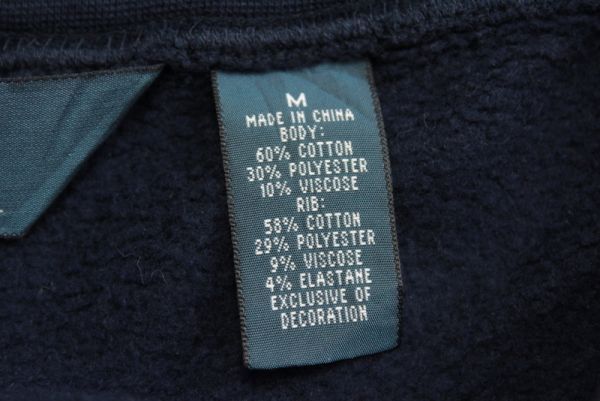 M
MADE IN CHINA
BODY:
60% COTTON
30% POLYESTER
10% VISCOSE
RIB:
58% COTTON
29% POLYESTER
9% VISCOSE
4% ELASTANE
EXCLUSIVE OF
DECORATION